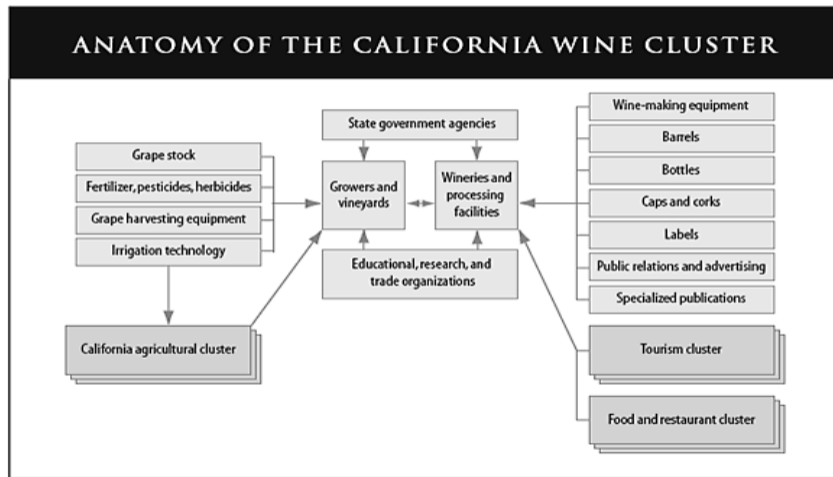 ANATOMY OF THE CALIFORNIA WINE CLUSTER
State government agencies
Grape stock
Fertilizer, pesticides, herbicides
Grape harvesting equipment
Irrigation technology
Growers and
vineyards
Wineries and
processing
facilities
Educational, research, and
trade organizations
California agricultural cluster
Wine-making equipment
Barrels
Bottles
Caps and corks
Labels
Public relations and advertising
Specialized publications
Tourism cluster
Food and restaurant cluster